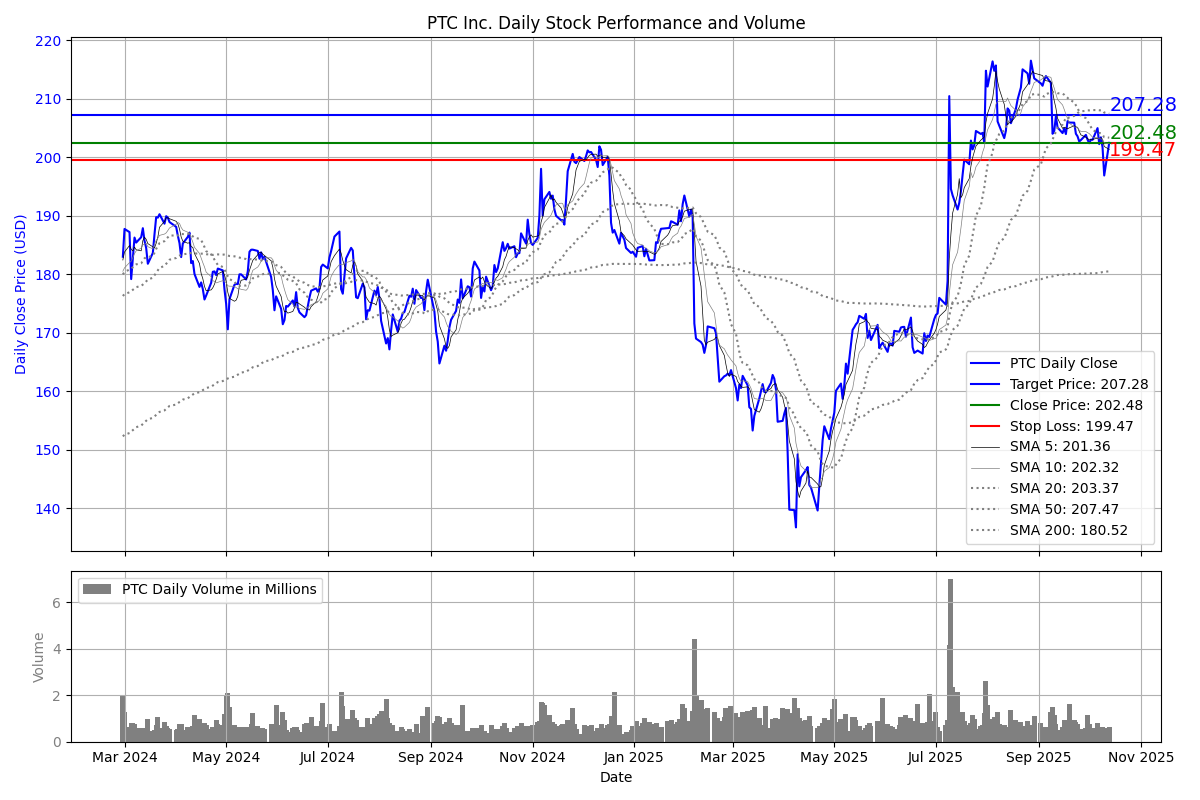 PTC Inc. Daily Stock Performance and Volume
220
210
200
190
180
170
160
150
140
Daily Close Price (USD)
207.28
202.48
199.47
PTC Daily Close
Target Price: 207.28
Close Price: 202.48
Stop Loss: 199.47
SMA 5: 201.36
SMA 10: 202.32
SMA 20: 203.37
SMA 50: 207.47
SMA 200: 180.52
PTC Daily Volume in Millions
6
4
2
0
Volume
Mar 2024 May 2024 Jul 2024 Sep 2024 Nov 2024 Jan 2025 Mar 2025 May 2025 Jul 2025 Sep 2025 Nov 2025
Date